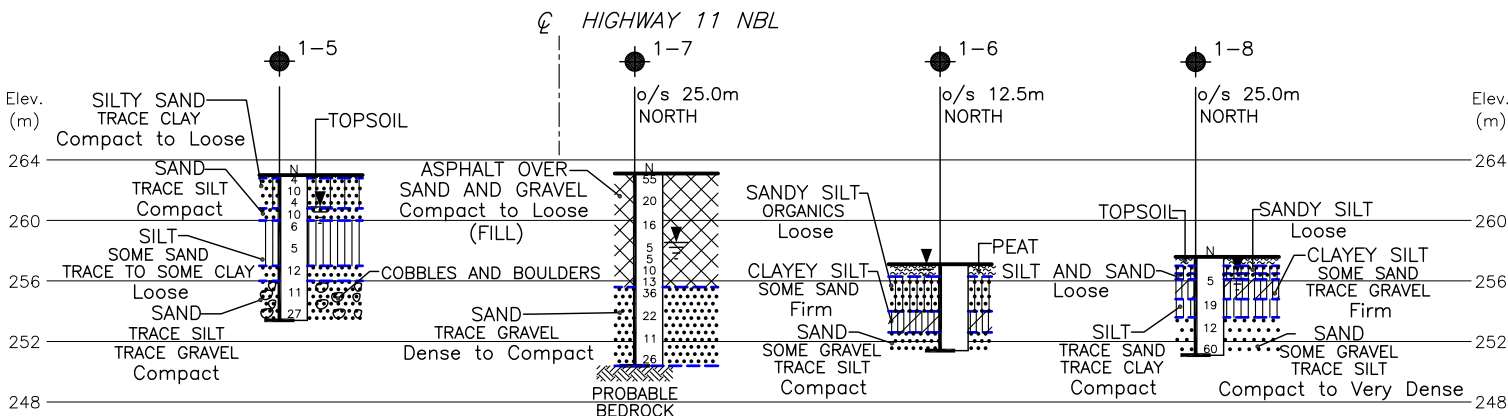 ℄ HIGHWAY 11 NBL
1-5
1-7
1-6
1-8
o/s 25.0m
NORTH
o/s 12.5m
NORTH
o/s 25.0m
NORTH
Elev.
(m)
264
260
256
252
248
SILTY SAND
TRACE CLAY
Compact to Loose
TOPSOIL
SAND
TRACE SILT
Compact
SILT
SOME SAND
TRACE TO SOME CLAY
Loose
SAND
TRACE SILT
TRACE GRAVEL
Compact
N
4
10
4
10
6
5
12
11
27
COBBLES AND BOULDERS
ASPHALT OVER
SAND AND GRAVEL
Compact to Loose
(FILL)
SAND
TRACE GRAVEL
Dense to Compact
N
55
20
16
5
5
10
13
36
22
11
26
PROBABLE
BEDROCK
SANDY SILT
ORGANICS
Loose
CLAYEY SILT
SOME SAND
Firm
SAND
SOME GRAVEL
TRACE SILT
Compact
PEAT
TOPSOIL
SILT AND SAND
Loose
SILT
TRACE SAND
TRACE CLAY
Compact
N
5
19
12
60
SANDY SILT
Loose
CLAYEY SILT
SOME SAND
TRACE GRAVEL
Firm
SAND
SOME GRAVEL
TRACE SILT
Compact to Very Dense
Elev.
(m)
264
260
256
252
248